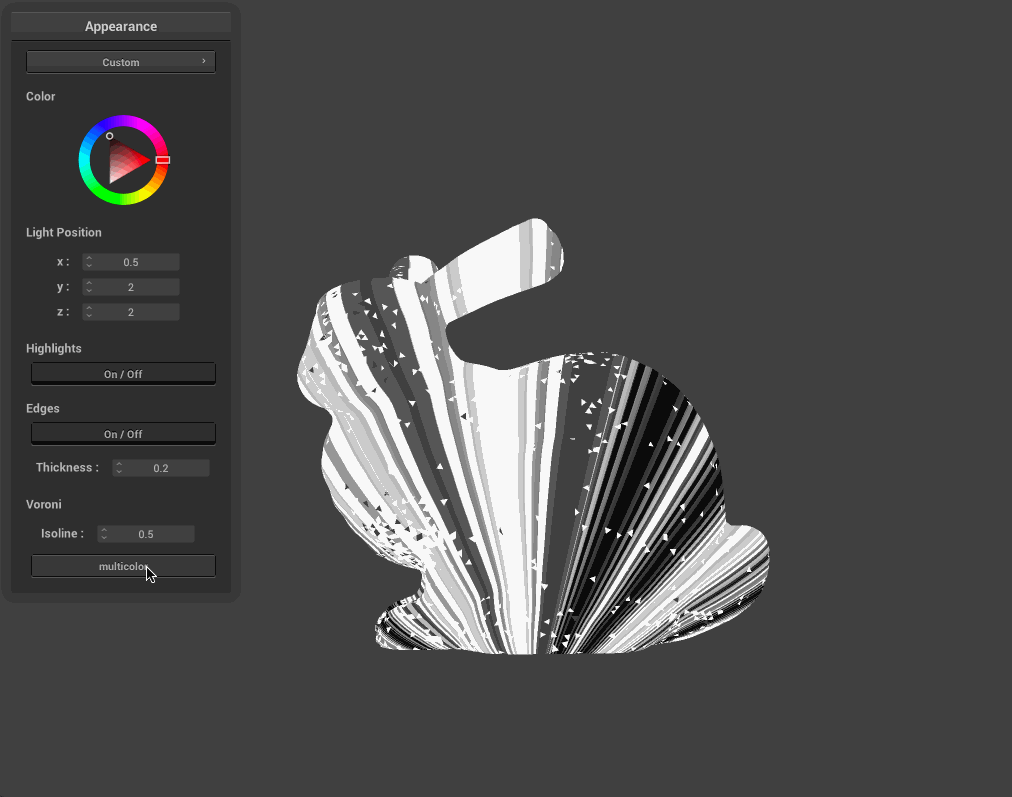 Appearance
Custom ›
Color
Light Position
x : 0.5
y : 2
z : 2
Highlights
On / Off
Edges
On / Off
Thickness : 0.2
Voroni
Isoline : 0.5
multicolor